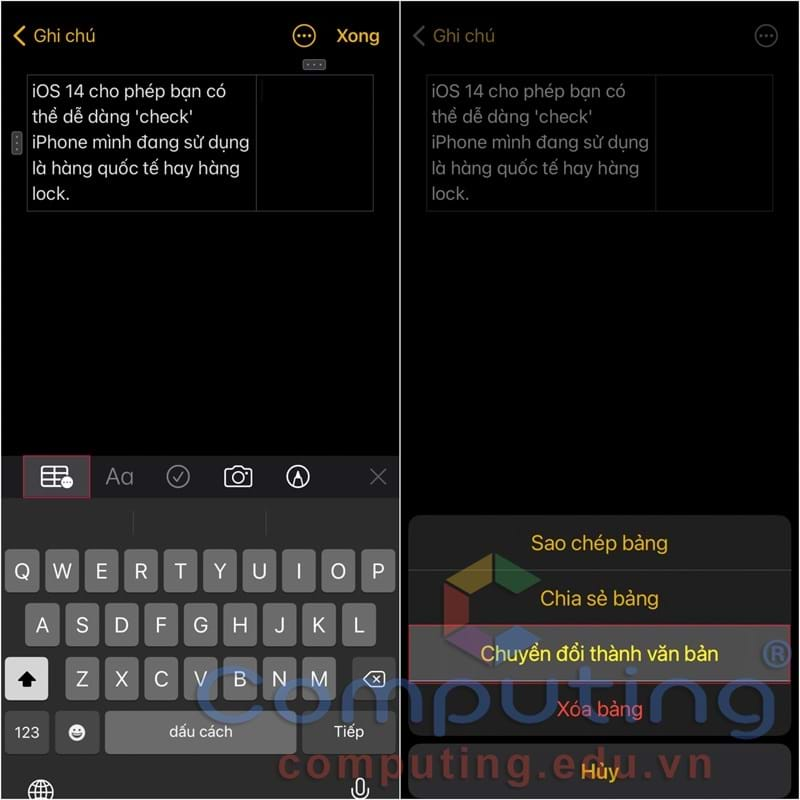 Ghi chú
Xong
iOS 14 cho phép bạn có
thể dễ dàng 'check'
iPhone mình đang sử dụng
là hàng quốc tế hay hàng
lock.
Aa
Q W E R T Y U I O P
A S D F G H J K L
Z X C V B N M
123
dấu cách
Tiếp
Ghi chú
iOS 14 cho phép bạn có
thể dễ dàng 'check'
iPhone mình đang sử dụng
là hàng quốc tế hay hàng
lock.
Sao chép bảng
Chia sẻ bảng
Chuyển đổi thành văn bản
Xóa bảng
Hủy
Computing®
computing.edu.vn